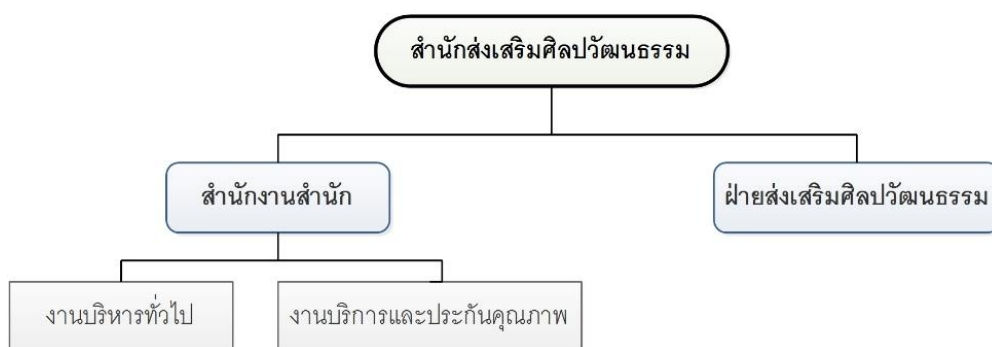 สำนักส่งเสริมศิลปวัฒนธรรม
สำนักงานสำนัก
ฝ่ายส่งเสริมศิลปวัฒนธรรม
งานบริหารทั่วไป
งานบริการและประกันคุณภาพ